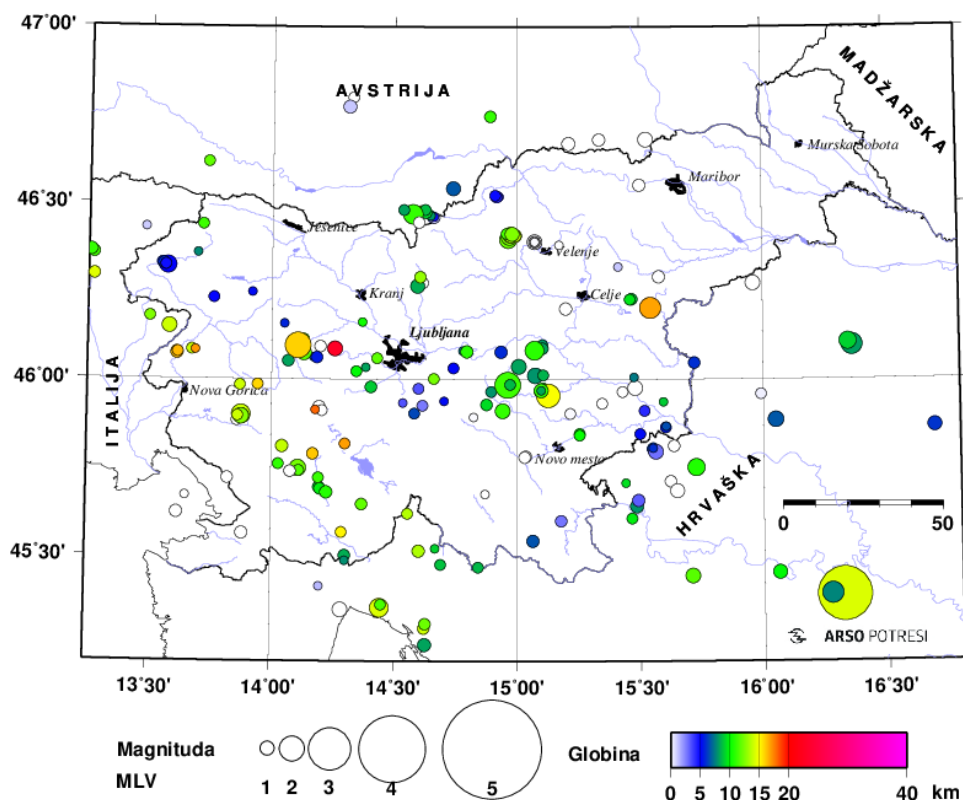 47°00'
AVSTRIJA
MADŽARSKA
Murska Sobota
Maribor
46°30'
Jesenice
Velenje
Kranj
Celje
Ljubljana
46°00'
ITALIJA
Nova Gorica
Novo mesto
HRVAŠKA
0 50
45°30'
ARSO POTRESI
13°30' 14°00' 14°30' 15°00' 15°30' 16°00' 16°30'
Magnituda
MLV
1 2 3 4 5
Globina
0 5 10 15 20 40 km